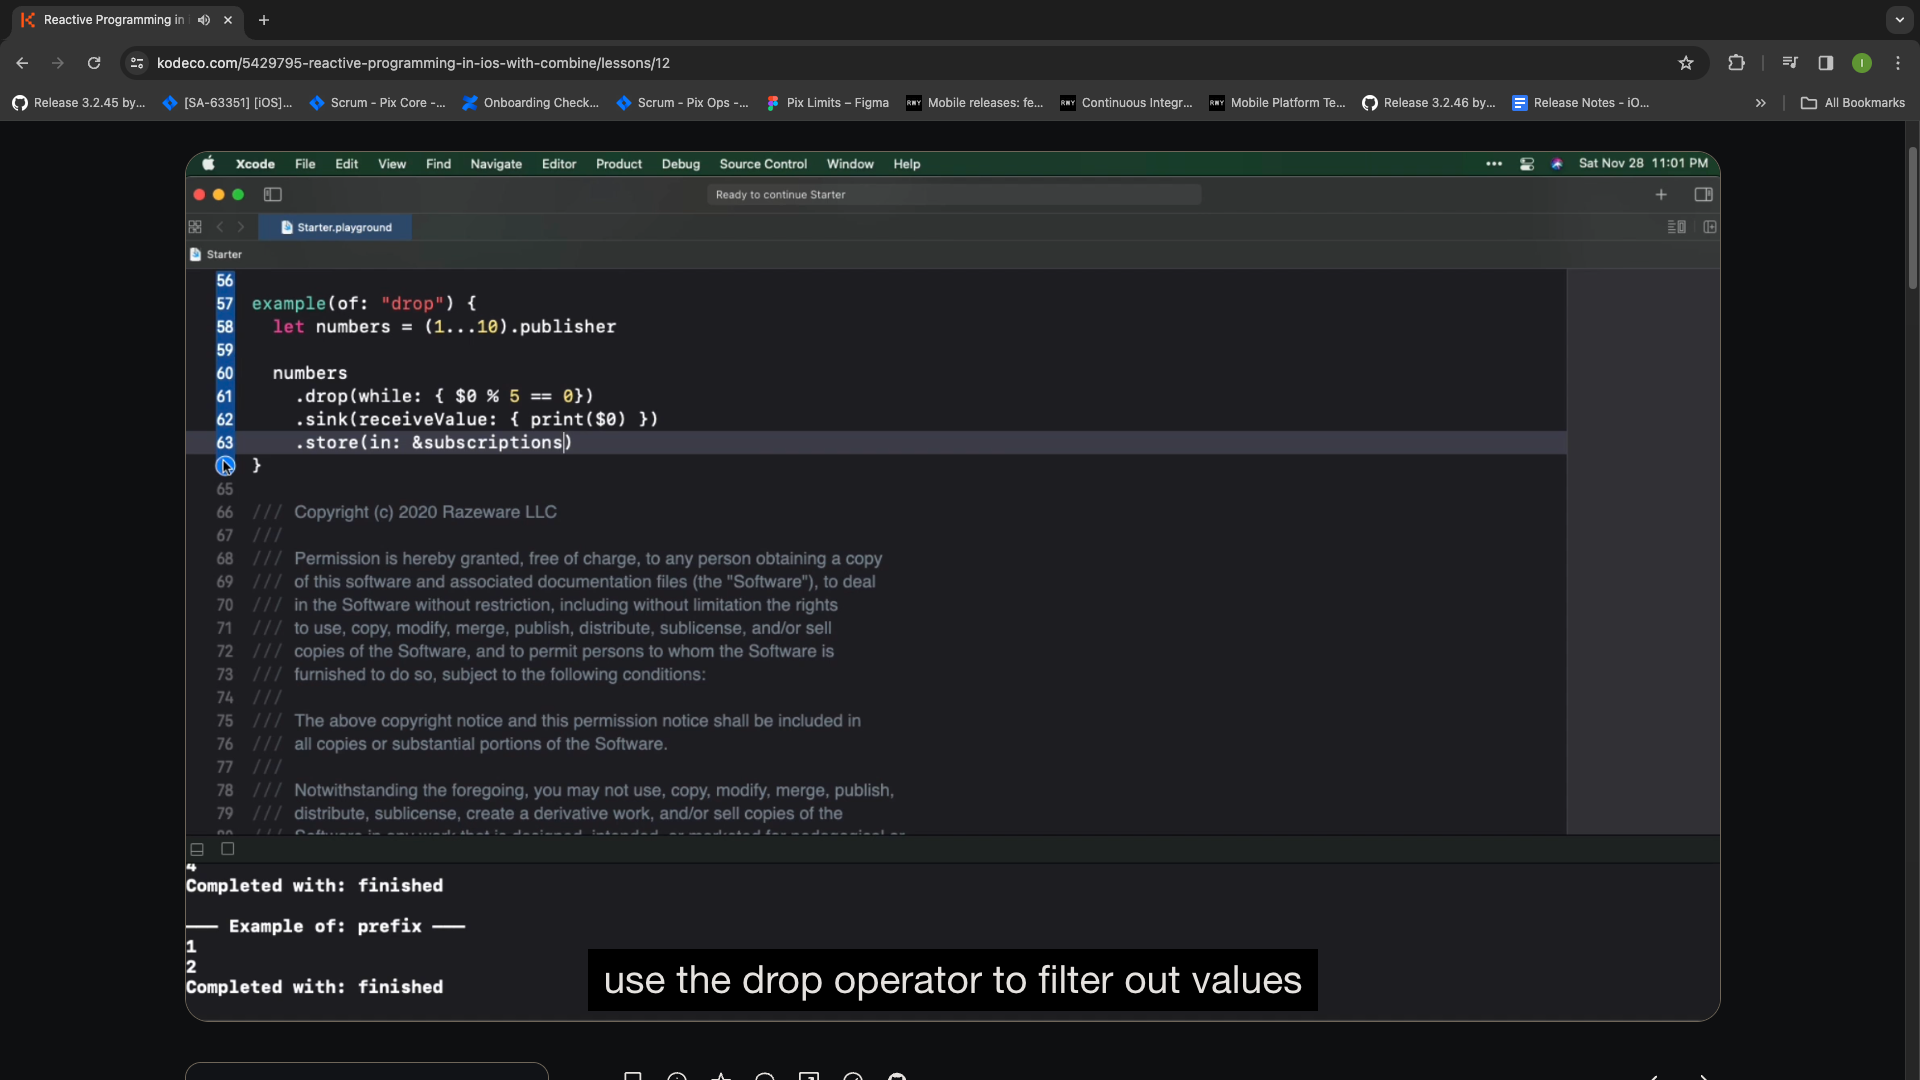 Reactive Programming in
kodeco.com/5429795-reactive-programming-in-ios-with-combine/lessons/12
Release 3.2.45 by...
[SA-63351] [iOS]...
Scrum - Pix Core -...
Onboarding Check...
Scrum - Pix Ops -...
Pix Limits – Figma
Mobile releases: fe...
Continuous Integr...
Mobile Platform Te...
Release 3.2.46 by...
Release Notes - iO...
»
All Bookmarks
Xcode File Edit View Find Navigate Editor Product Debug Source Control Window Help
Sat Nov 28 11:01 PM
Ready to continue Starter
Starter.playground
Starter
56
57 example(of: "drop") {
58 let numbers = (1...10).publisher
59
60 numbers
61 .drop(while: { $0 % 5 == 0})
62 .sink(receiveValue: { print($0) })
63 .store(in: &subscriptions)
}
65
66 /// Copyright (c) 2020 Razeware LLC
67 ///
68 /// Permission is hereby granted, free of charge, to any person obtaining a copy
69 /// of this software and associated documentation files (the "Software"), to deal
70 /// in the Software without restriction, including without limitation the rights
71 /// to use, copy, modify, merge, publish, distribute, sublicense, and/or sell
72 /// copies of the Software, and to permit persons to whom the Software is
73 /// furnished to do so, subject to the following conditions:
74 ///
75 /// The above copyright notice and this permission notice shall be included in
76 /// all copies or substantial portions of the Software.
77 ///
78 /// Notwithstanding the foregoing, you may not use, copy, modify, merge, publish,
79 /// distribute, sublicense, create a derivative work, and/or sell copies of the
4
Completed with: finished
—— Example of: prefix ——
1
2
Completed with: finished
use the drop operator to filter out values